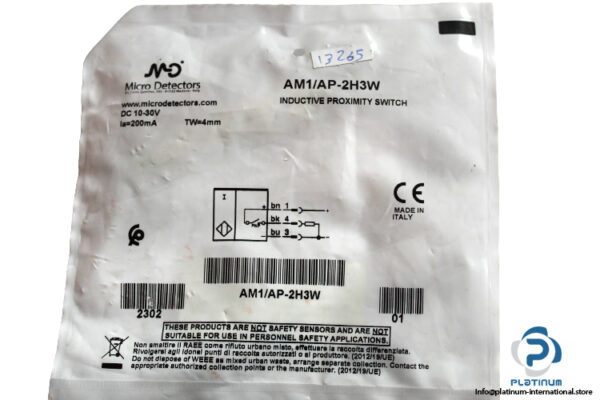 13265
MD
Micro Detectors
AM1/AP-2H3W
INDUCTIVE PROXIMITY SWITCH
www.microdetectors.com
DC 10-30V
Ia=200mA TW=4mm
I
+ bn 1 +
bk 4
bu 3 -
CE
MADE IN
ITALY
AM1/AP-2H3W
2302
01
THESE PRODUCTS ARE NOT SAFETY SENSORS AND ARE NOT
SUITABLE FOR USE IN PERSONNEL SAFETY APPLICATIONS.
Non smaltire il RAEE come rifiuto urbano misto, effettuare la raccolta differenziata.
Rivolgersi agli idonei punti di raccolta autorizzati o al produttore. (2012/19/UE)
Do not dispose of WEEE as mixed urban waste, arrange separate collection. Contact the
appropriate authorized collection points or the manufacturer. (2012/19/UE)
PLATINUM
INTERNATIONAL
Info@platinum-international.store